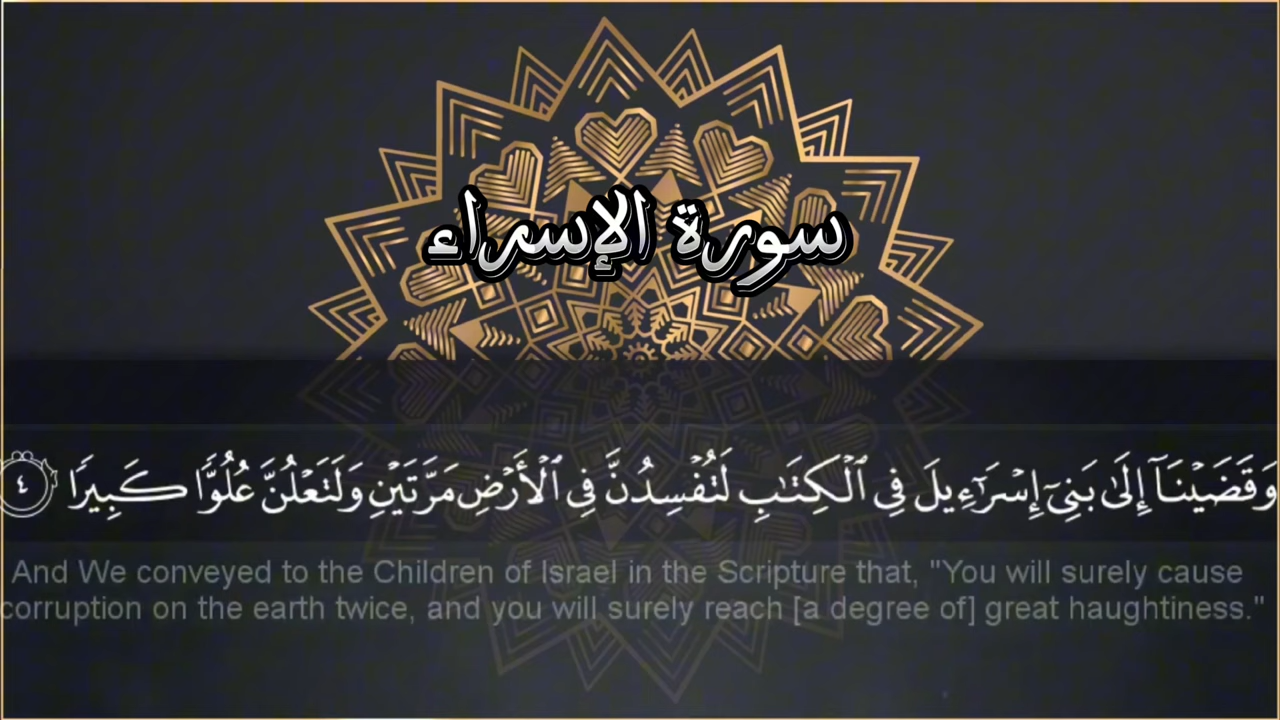 سورة الإسراء
وَقَضَيْنَآ إِلَىٰ بَنِىٓ إِسْرَٰٓءِيلَ فِى ٱلْكِتَٰبِ لَتُفْسِدُنَّ فِى ٱلْأَرْضِ مَرَّتَيْنِ وَلَتَعْلُنَّ عُلُوًّا كَبِيرًا ٤
And We conveyed to the Children of Israel in the Scripture that, "You will surely cause
corruption on the earth twice, and you will surely reach [a degree of] great haughtiness."